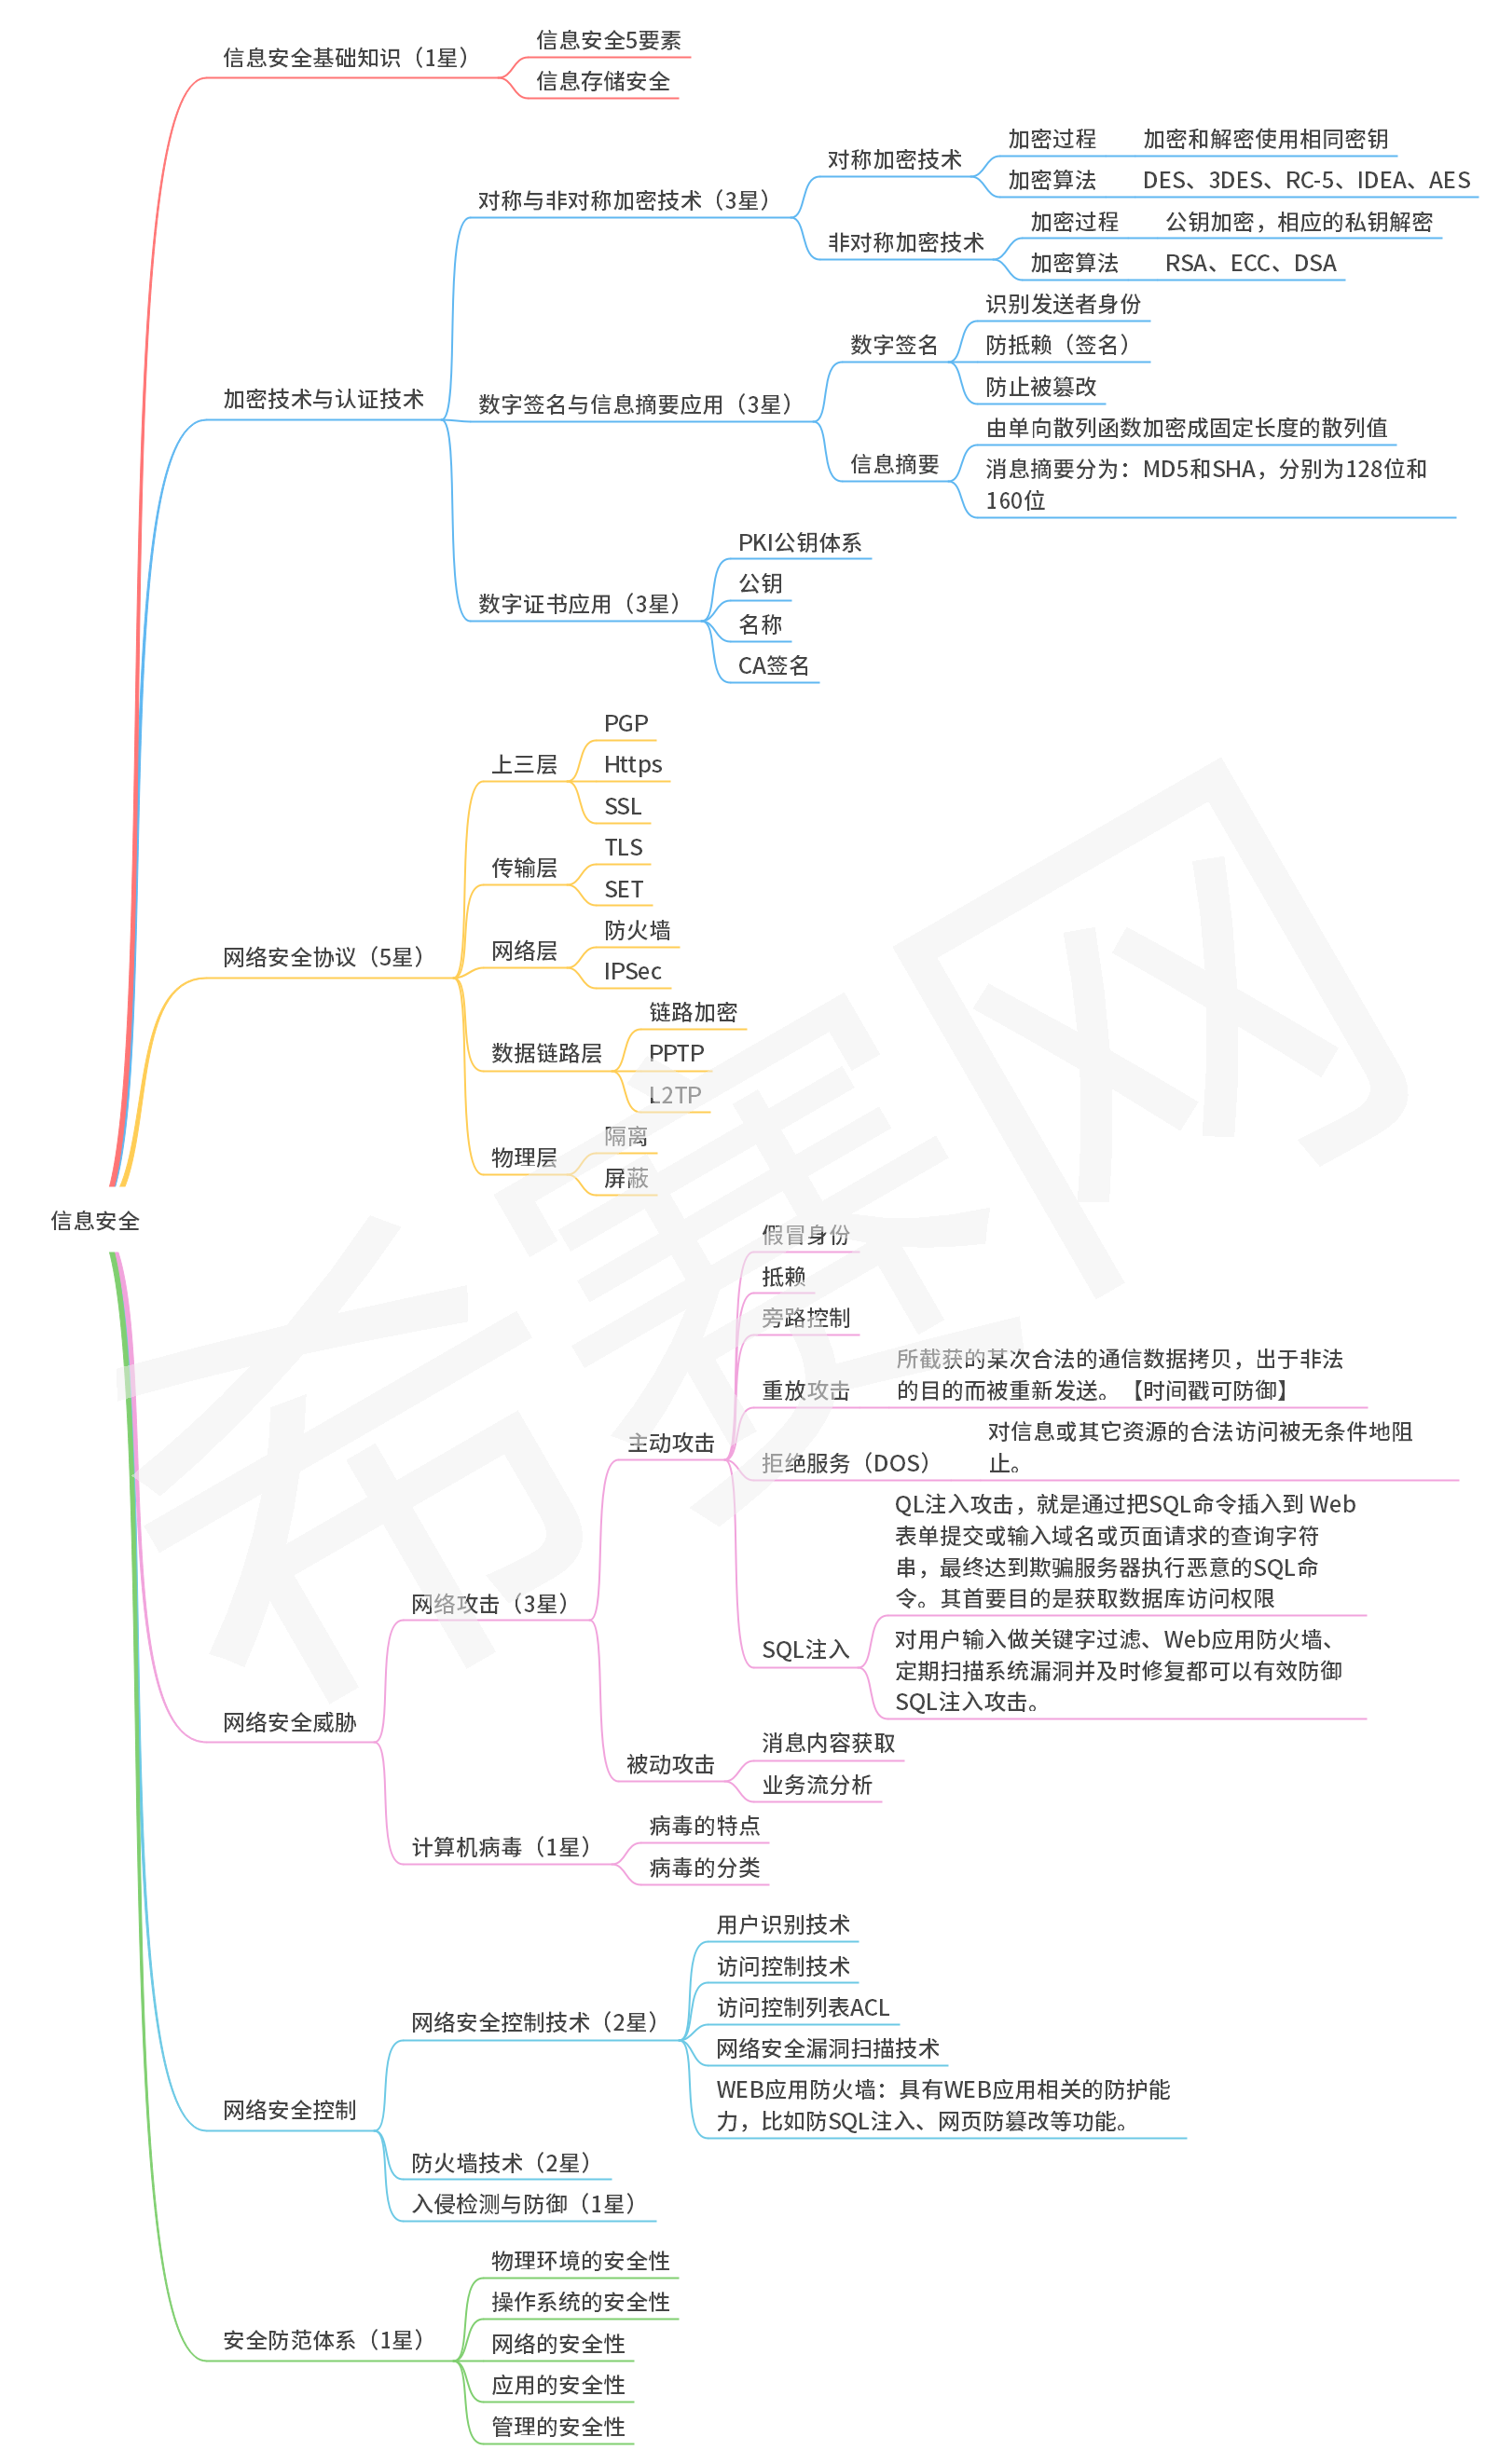 信息安全基础知识（1星）
信息安全5要素
信息存储安全
加密技术与认证技术
对称与非对称加密技术（3星）
对称加密技术
加密过程
加密和解密使用相同密钥
加密算法
DES、3DES、RC-5、IDEA、AES
非对称加密技术
加密过程
公钥加密，相应的私钥解密
加密算法
RSA、ECC、DSA
数字签名与信息摘要应用（3星）
数字签名
识别发送者身份
防抵赖（签名）
防止被篡改
信息摘要
由单向散列函数加密成固定长度的散列值
消息摘要分为：MD5和SHA，分别为128位和
160位
数字证书应用（3星）
PKI公钥体系
公钥
名称
CA签名
网络安全协议（5星）
上三层
PGP
Https
SSL
传输层
TLS
SET
网络层
防火墙
IPSec
数据链路层
链路加密
PPTP
L2TP
物理层
隔离
屏蔽
信息安全
网络安全威胁
网络攻击（3星）
主动攻击
假冒身份
抵赖
旁路控制
重放攻击
所截获的某次合法的通信数据拷贝，出于非法
的目的而被重新发送。【时间戳可防御】
拒绝服务（DOS）
对信息或其它资源的合法访问被无条件地阻
止。
SQL注入
QL注入攻击，就是通过把SQL命令插入到 Web
表单提交或输入域名或页面请求的查询字符
串，最终达到欺骗服务器执行恶意的SQL命
令。其首要目的是获取数据库访问权限
对用户输入做关键字过滤、Web应用防火墙、
定期扫描系统漏洞并及时修复都可以有效防御
SQL注入攻击。
被动攻击
消息内容获取
业务流分析
计算机病毒（1星）
病毒的特点
病毒的分类
网络安全控制
网络安全控制技术（2星）
用户识别技术
访问控制技术
访问控制列表ACL
网络安全漏洞扫描技术
WEB应用防火墙：具有WEB应用相关的防护能
力，比如防SQL注入、网页防篡改等功能。
防火墙技术（2星）
入侵检测与防御（1星）
安全防范体系（1星）
物理环境的安全性
操作系统的安全性
网络的安全性
应用的安全性
管理的安全性
希赛网